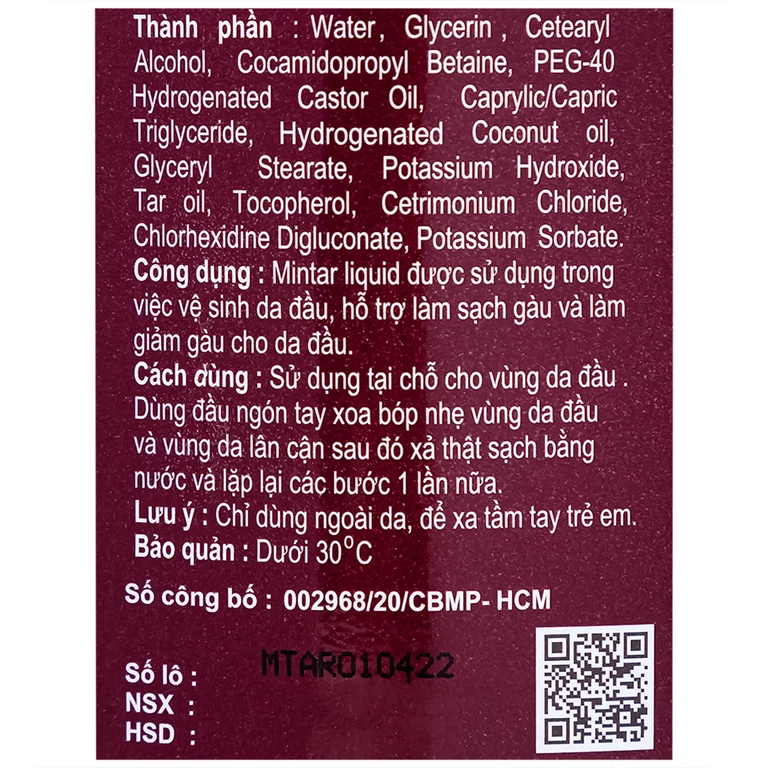 Thành phần : Water, Glycerin , Cetearyl
Alcohol, Cocamidopropyl Betaine, PEG-40
Hydrogenated Castor Oil, Caprylic/Capric
Triglyceride, Hydrogenated Coconut oil,
Glyceryl Stearate, Potassium Hydroxide,
Tar oil, Tocopherol, Cetrimonium Chloride,
Chlorhexidine Digluconate, Potassium Sorbate.
Công dụng : Mintar liquid được sử dụng trong
việc vệ sinh da đầu, hỗ trợ làm sạch gàu và làm
giảm gàu cho da đầu.
Cách dùng : Sử dụng tại chỗ cho vùng da đầu .
Dùng đầu ngón tay xoa bóp nhẹ vùng da đầu
và vùng da lân cận sau đó xả thật sạch bằng
nước và lặp lại các bước 1 lần nữa.
Lưu ý : Chỉ dùng ngoài da, để xa tầm tay trẻ em.
Bảo quản : Dưới 30°C
Số công bố : 002968/20/CBMP- HCM
Số lô : MTAR010422
NSX :
HSD :